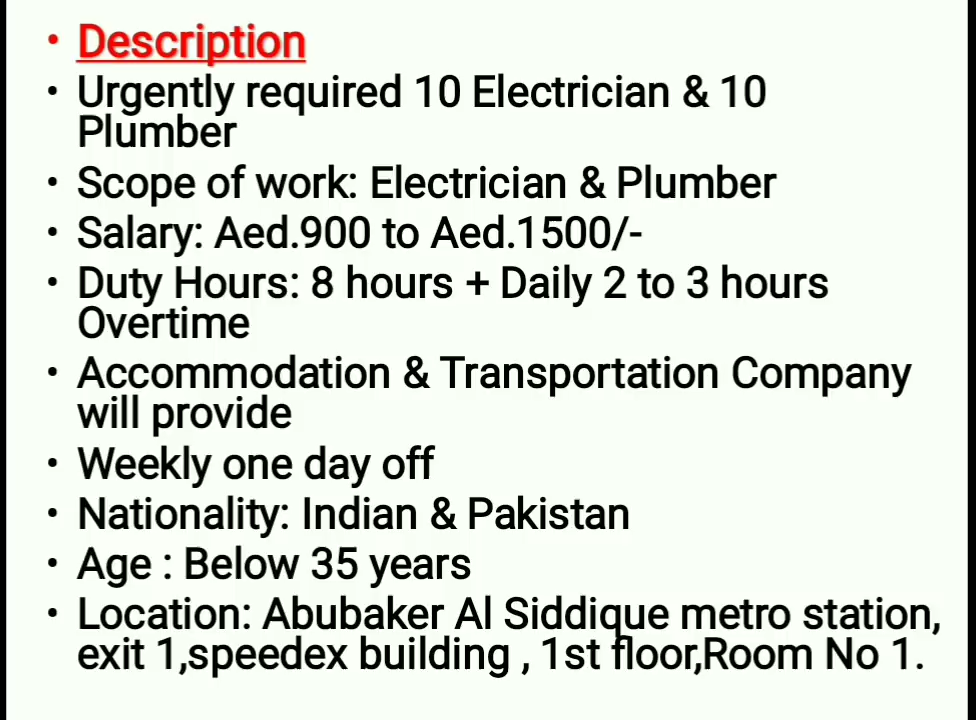 • Description
• Urgently required 10 Electrician & 10
Plumber
• Scope of work: Electrician & Plumber
• Salary: Aed.900 to Aed.1500/-
• Duty Hours: 8 hours + Daily 2 to 3 hours
Overtime
• Accommodation & Transportation Company
will provide
• Weekly one day off
• Nationality: Indian & Pakistan
• Age : Below 35 years
• Location: Abubaker Al Siddique metro station,
exit 1,speedex building , 1st floor,Room No 1.